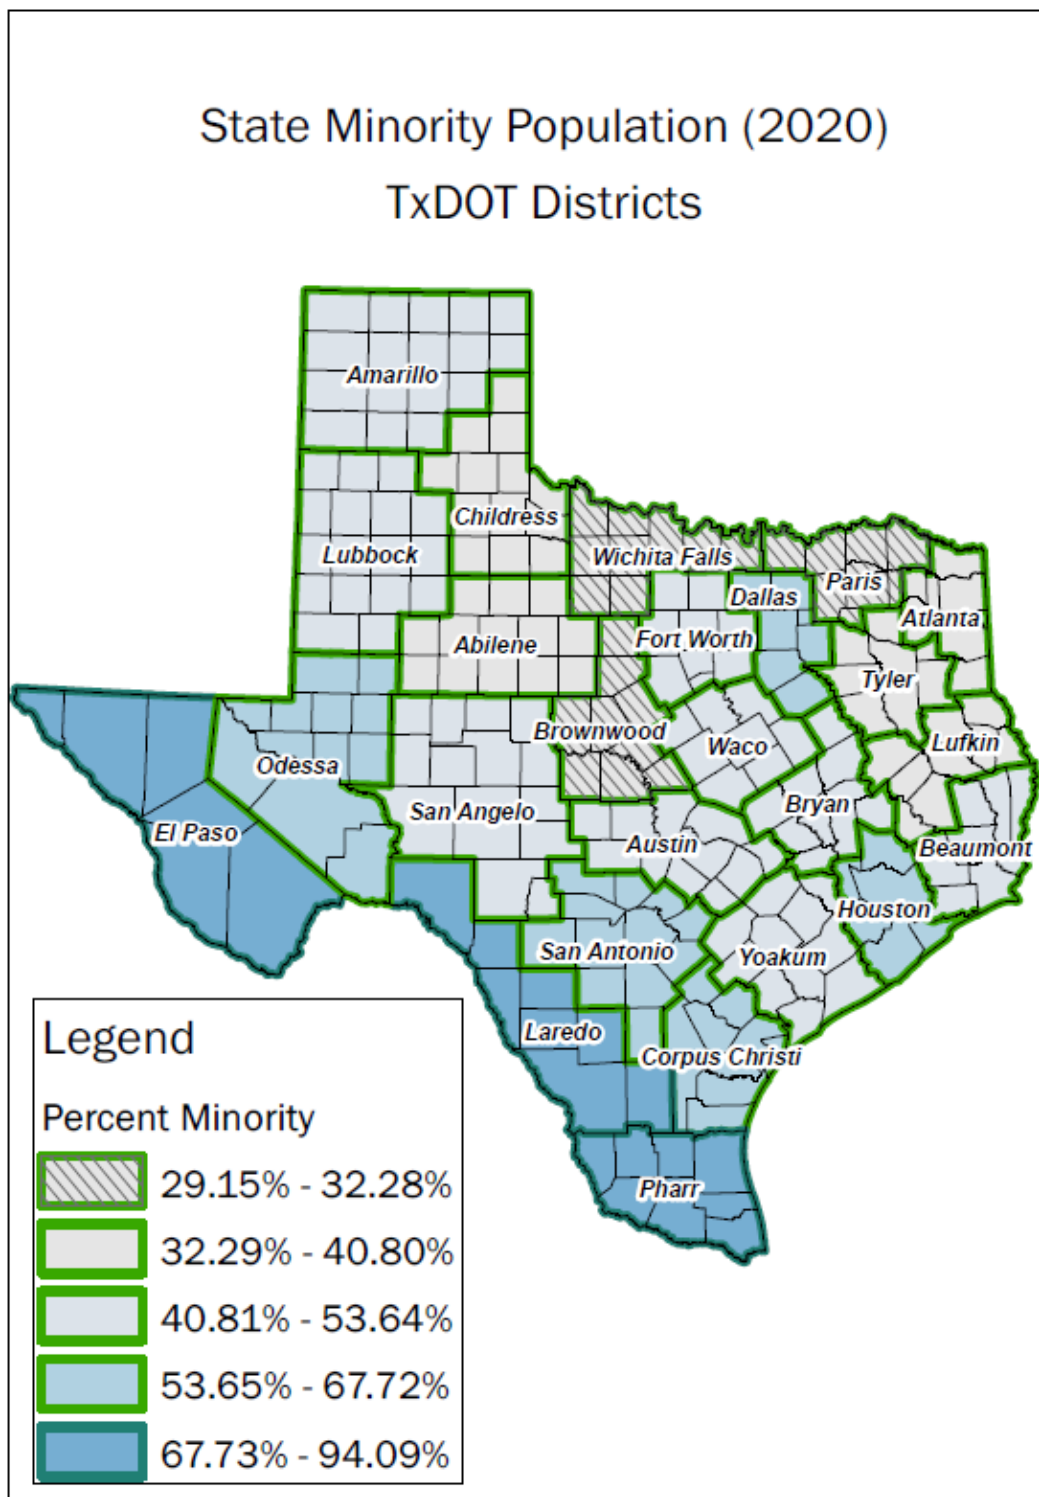 State Minority Population (2020)
TxDOT Districts
Amarillo
Childress
Lubbock
Wichita Falls
Paris
Dallas
Atlanta
Fort Worth
Abilene
Tyler
Brownwood
Waco
Lufkin
Odessa
Bryan
San Angelo
El Paso
Austin
Beaumont
Houston
San Antonio
Yoakum
Laredo
Corpus Christi
Pharr
Legend
Percent Minority
29.15% - 32.28%
32.29% - 40.80%
40.81% - 53.64%
53.65% - 67.72%
67.73% - 94.09%